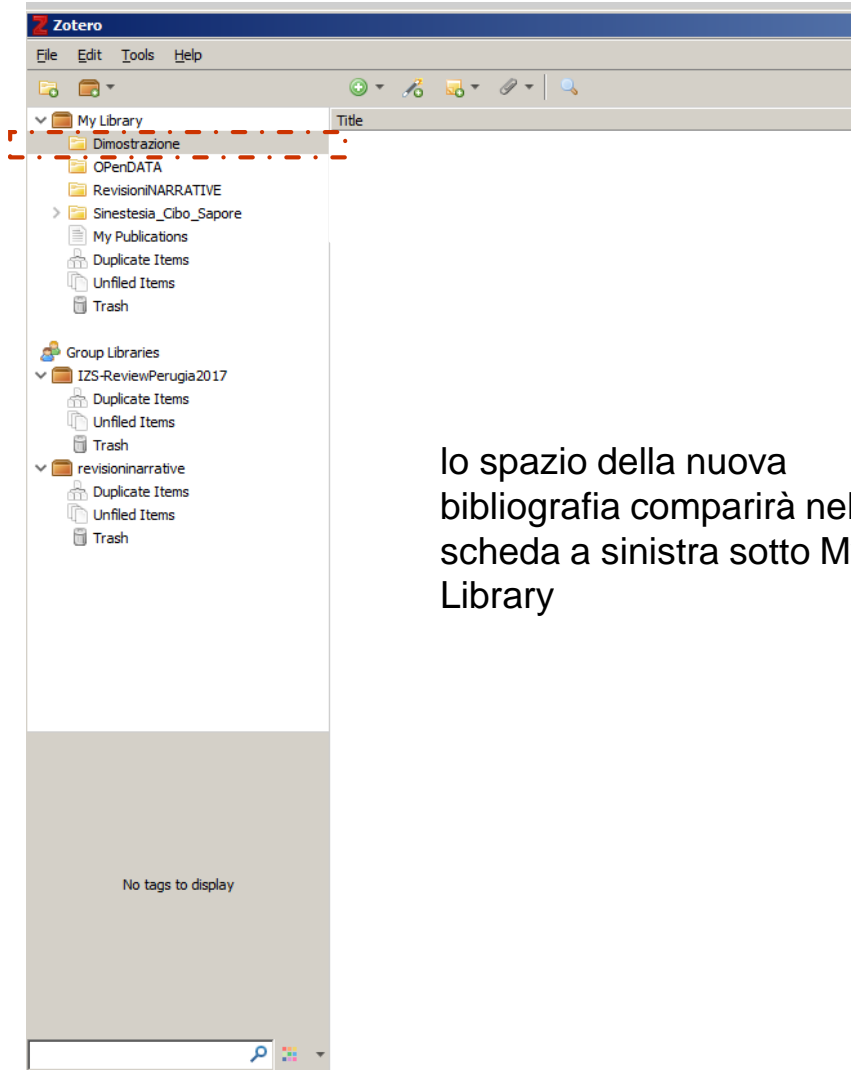 Zotero
File Edit Tools Help
My Library
Title
Dimostrazione
OPenDATA
RevisioniNARRATIVE
Sinestesia_Cibo_Sapore
My Publications
Duplicate Items
Unfiled Items
Trash
Group Libraries
IZS-ReviewPerugia2017
Duplicate Items
Unfiled Items
Trash
revisioninarrative
Duplicate Items
Unfiled Items
Trash
lo spazio della nuova
bibliografia comparirà
scheda a sinistra sotto
Library
No tags to display